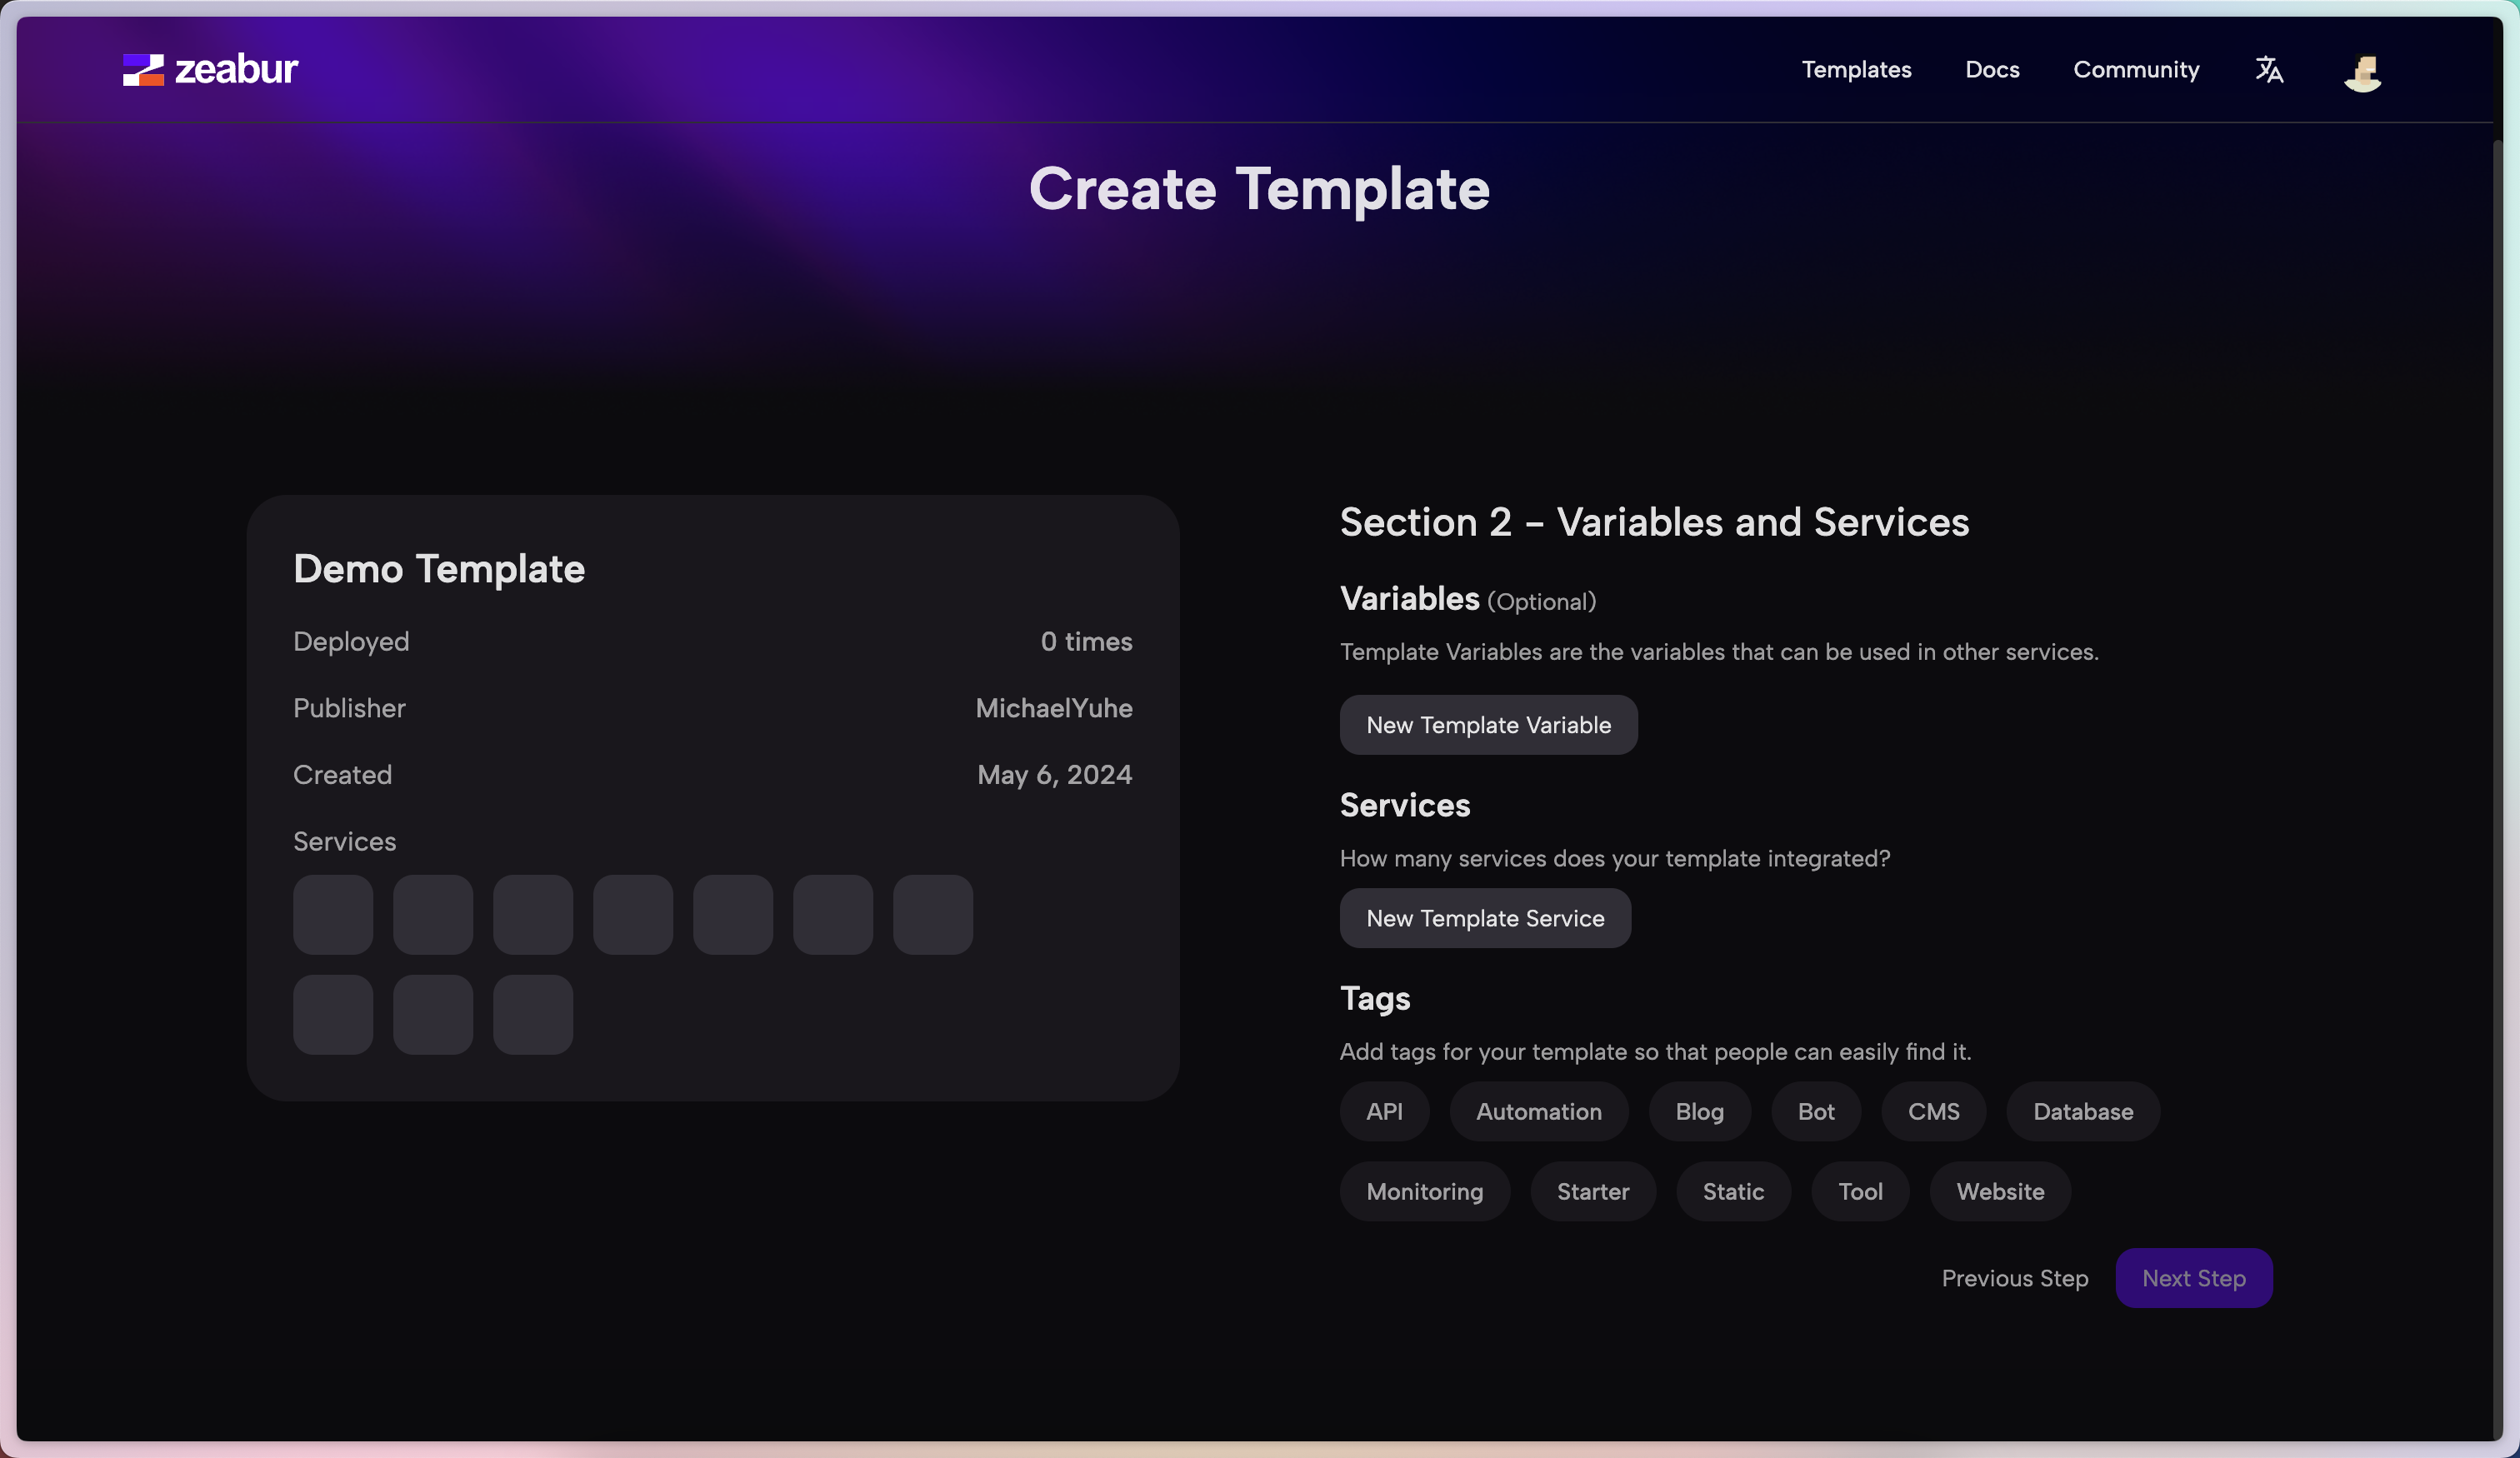 zeabur
Templates
Docs
Community
Create Template
Demo Template
Deployed 0 times
Publisher MichaelYuhe
Created May 6, 2024
Services
Section 2 - Variables and Services
Variables (Optional)
Template Variables are the variables that can be used in other services.
New Template Variable
Services
How many services does your template integrated?
New Template Service
Tags
Add tags for your template so that people can easily find it.
API Automation Blog Bot CMS Database
Monitoring Starter Static Tool Website
Previous Step Next Step